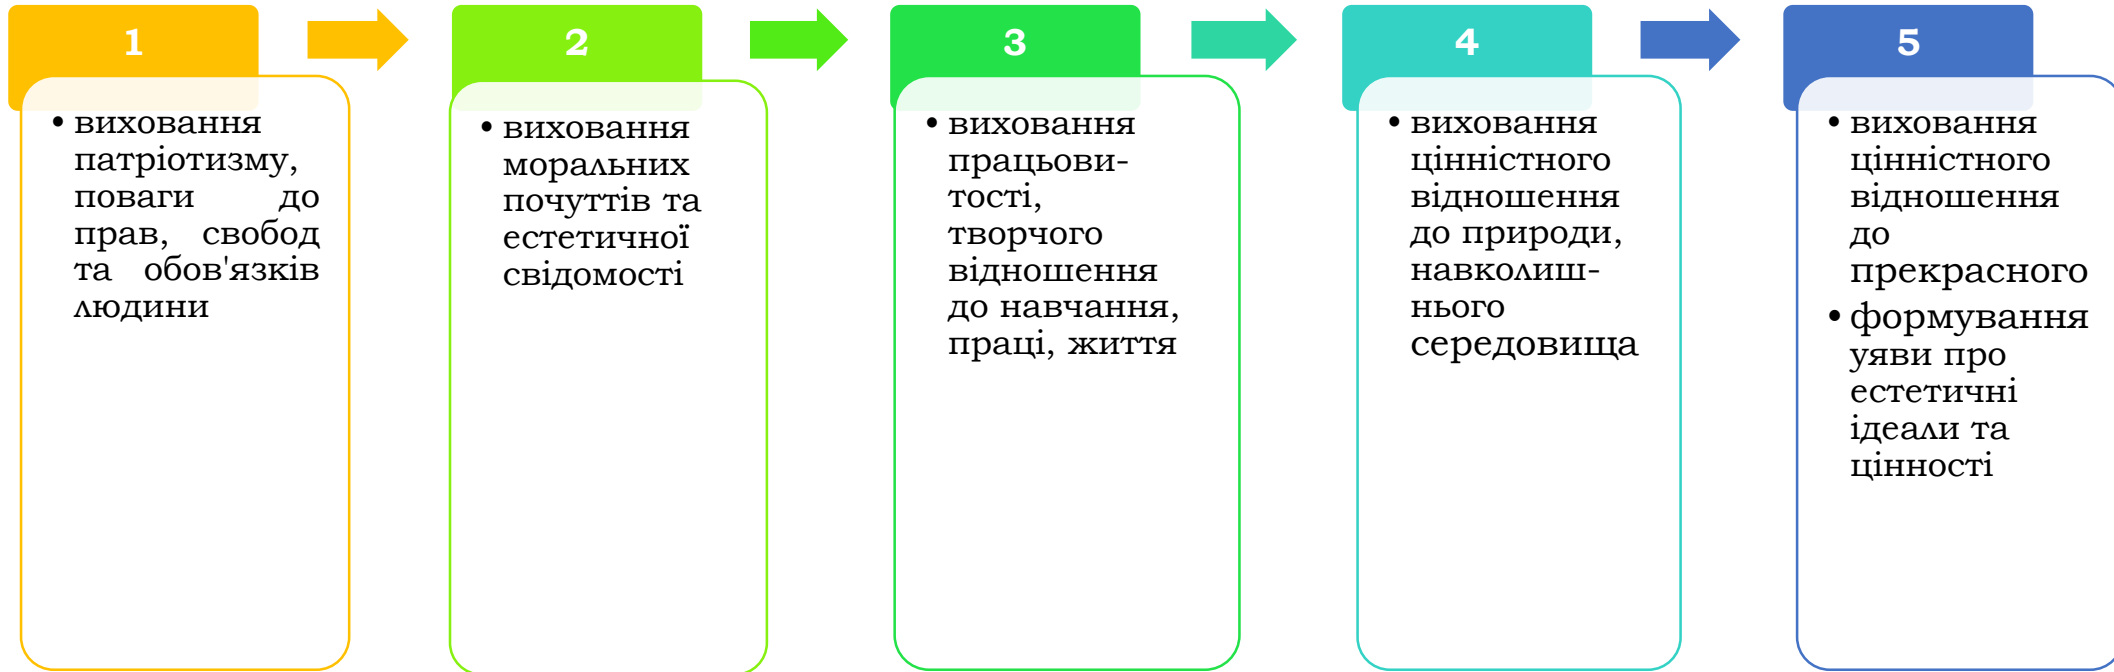 1
• виховання
патріотизму,
поваги до
прав, свобод
та обов'язків
людини
2
• виховання
моральних
почуттів та
естетичної
свідомості
3
• виховання
працьови-
тості,
творчого
відношення
до навчання,
праці, життя
4
• виховання
цінністного
відношення
до природи,
навколиш-
нього
середовища
5
• виховання
цінністного
відношення
до
прекрасного
• формування
уяви про
естетичні
ідеали та
цінності